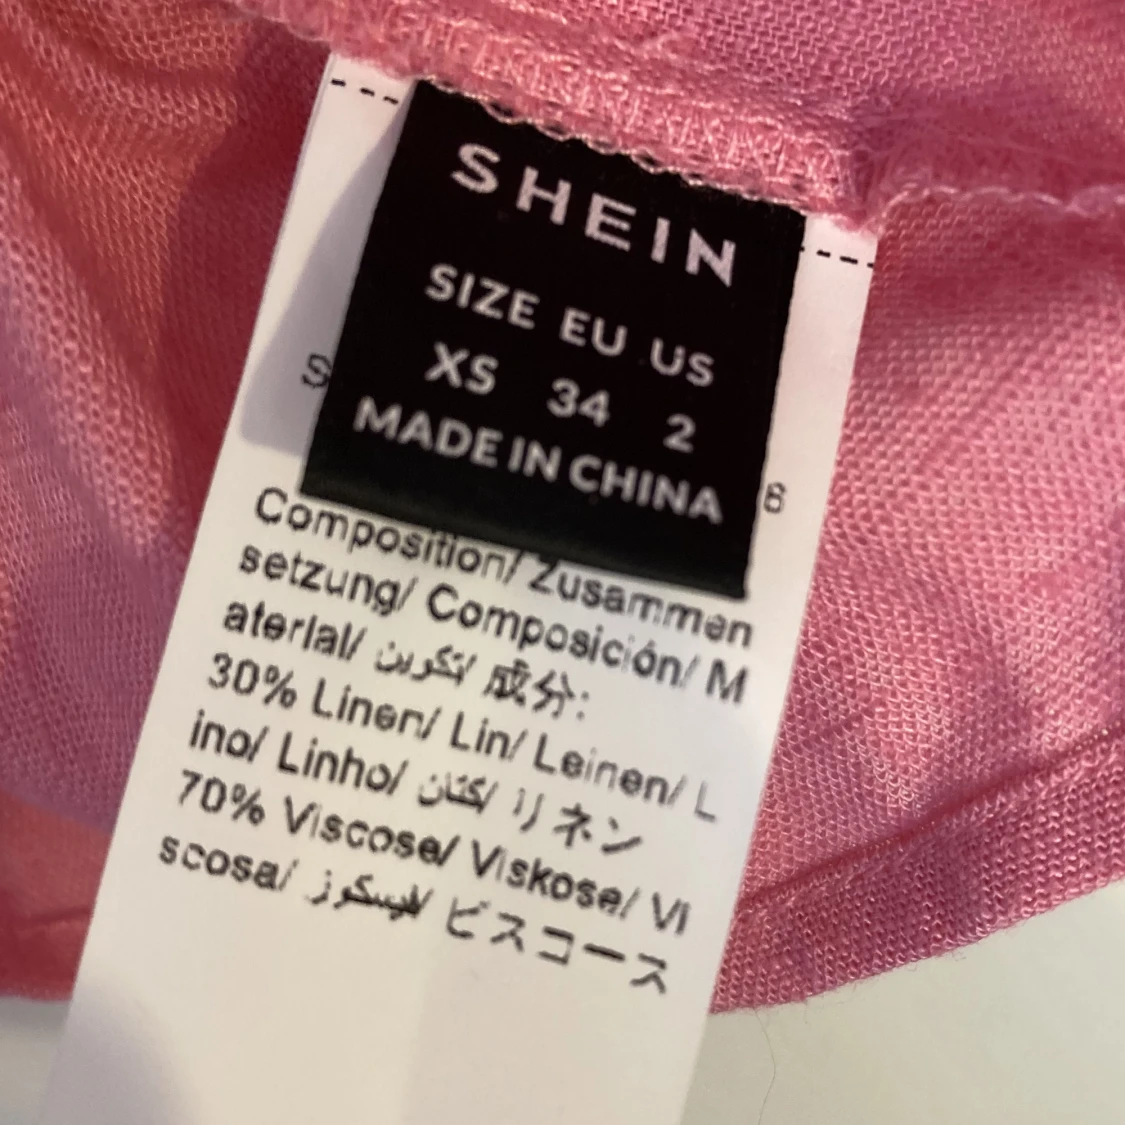 SHEIN
SIZE EU US
XS 34 2
MADE IN CHINA
S
6
Composition/ Zusammen
setzung/ Composición/ M
aterial/ تكوين/ 成分:
30% Linen/ Lin/ Leinen/ L
ino/ Linho/ كتان/ リネン
70% Viscose/ Viskose/ Vi
scosa/ فيسكوز/ ビスコース